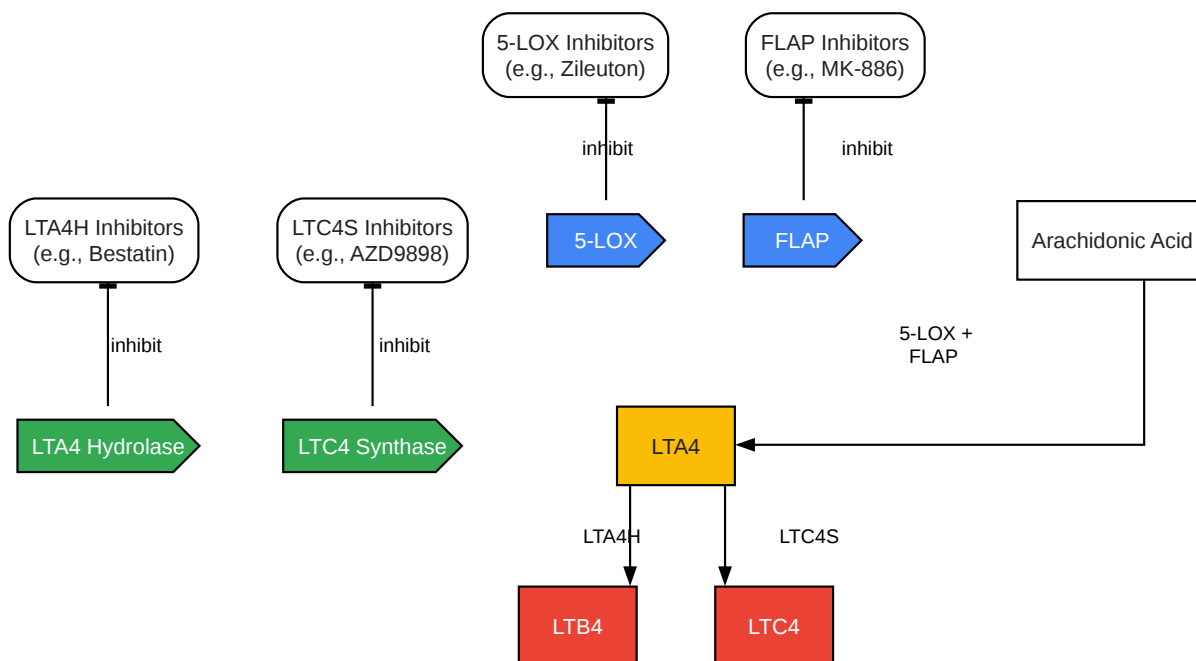 5-LOX Inhibitors
(e.g., Zileuton)
FLAP Inhibitors
(e.g., MK-886)
inhibit
inhibit
LTA4H Inhibitors
(e.g., Bestatin)
LTC4S Inhibitors
(e.g., AZD9898)
5-LOX
FLAP
Arachidonic Acid
inhibit
inhibit
5-LOX +
FLAP
LTA4 Hydrolase
LTC4 Synthase
LTA4
LTA4H
LTC4S
LTB4
LTC4